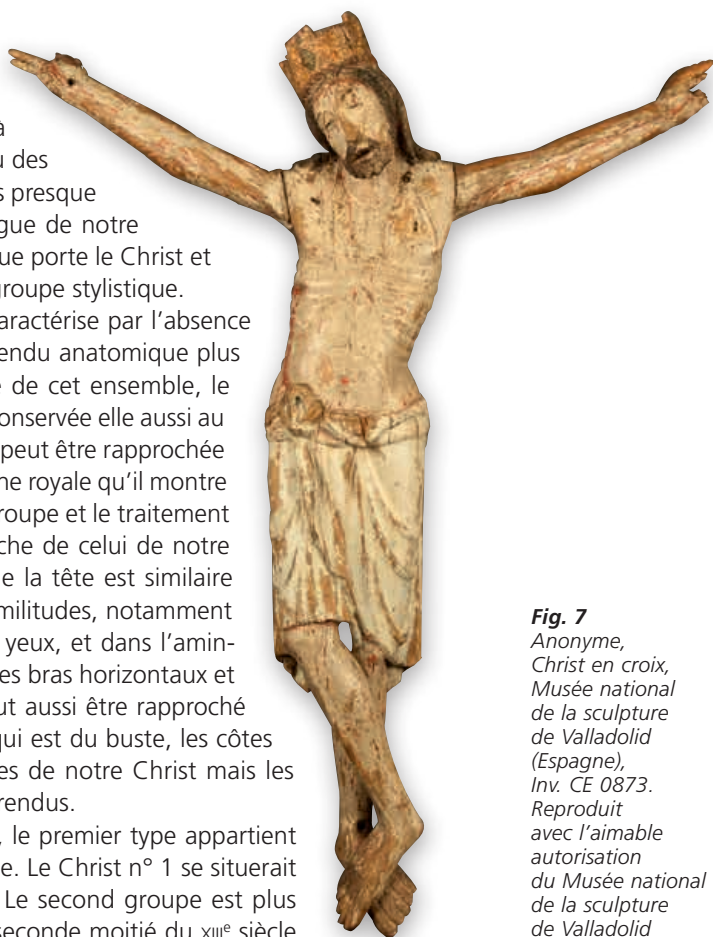 à
u des
s presque
gue de notre
ue porte le Christ et
groupe stylistique.
aractérise par l'absence
endu anatomique plus
e de cet ensemble, le
onservée elle aussi au
peut être rapprochée
ne royale qu'il montre
roupe et le traitement
che de celui de notre
e la tête est similaire
militudes, notamment
yeux, et dans l'amin-
es bras horizontaux et
ut aussi être rapproché
qui est du buste, les côtes
es de notre Christ mais les
rendus.
, le premier type appartient
e. Le Christ n° 1 se situerait
Le second groupe est plus
seconde moitié du XIIIe siècle
Fig. 7
Anonyme,
Christ en croix,
Musée national
de la sculpture
de Valladolid
(Espagne),
Inv. CE 0873.
Reproduit
avec l'aimable
autorisation
du Musée national
de la sculpture
de Valladolid